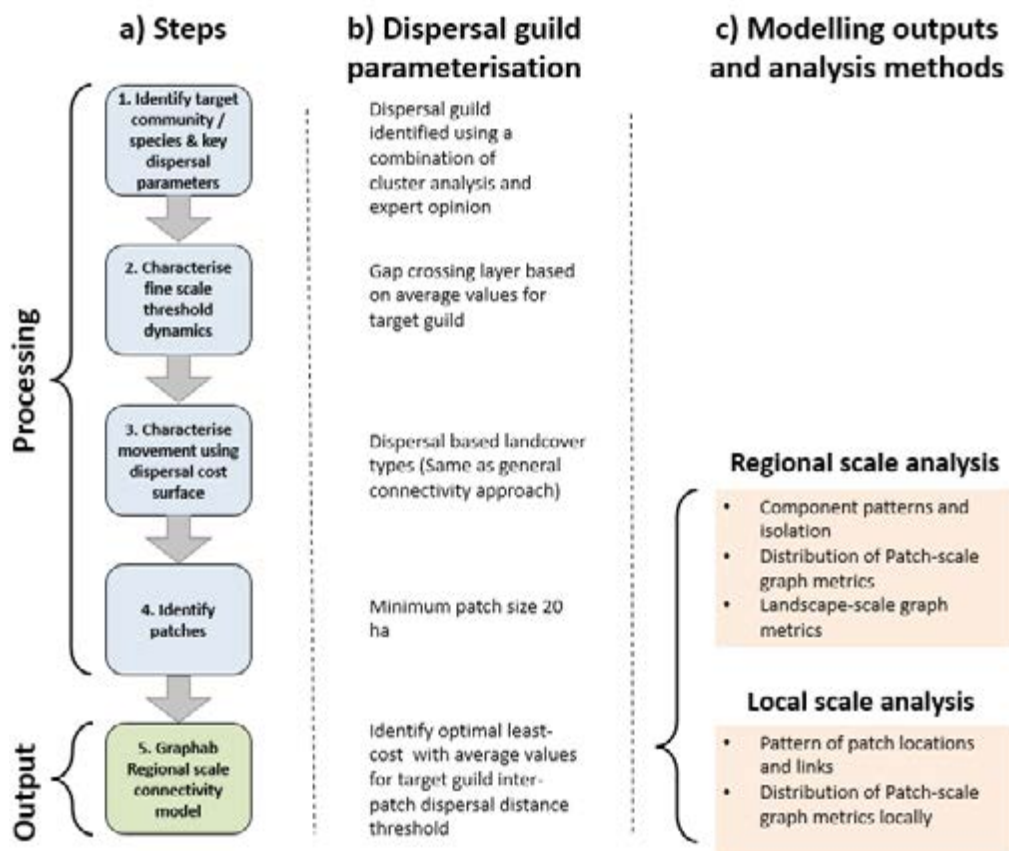 a) Steps
b) Dispersal guild
parameterisation
c) Modelling outputs
and analysis methods
Processing
1. Identify target
community /
species & key
dispersal
parameters
Dispersal guild
identified using a
combination of
cluster analysis and
expert opinion
2. Characterise
fine scale
threshold
dynamics
Gap crossing layer based
on average values for
target guild
3. Characterise
movement using
dispersal cost
surface
Dispersal based landcover
types (Same as general
connectivity approach)
4. Identify
patches
Minimum patch size 20
ha
Output
5. Graphab
Regional scale
connectivity
model
Identify optimal least-
cost with average values
for target guild inter-
patch dispersal distance
threshold
Regional scale analysis
• Component patterns and
isolation
• Distribution of Patch-scale
graph metrics
• Landscape-scale graph
metrics
Local scale analysis
• Pattern of patch locations
and links
• Distribution of Patch-scale
graph metrics locally